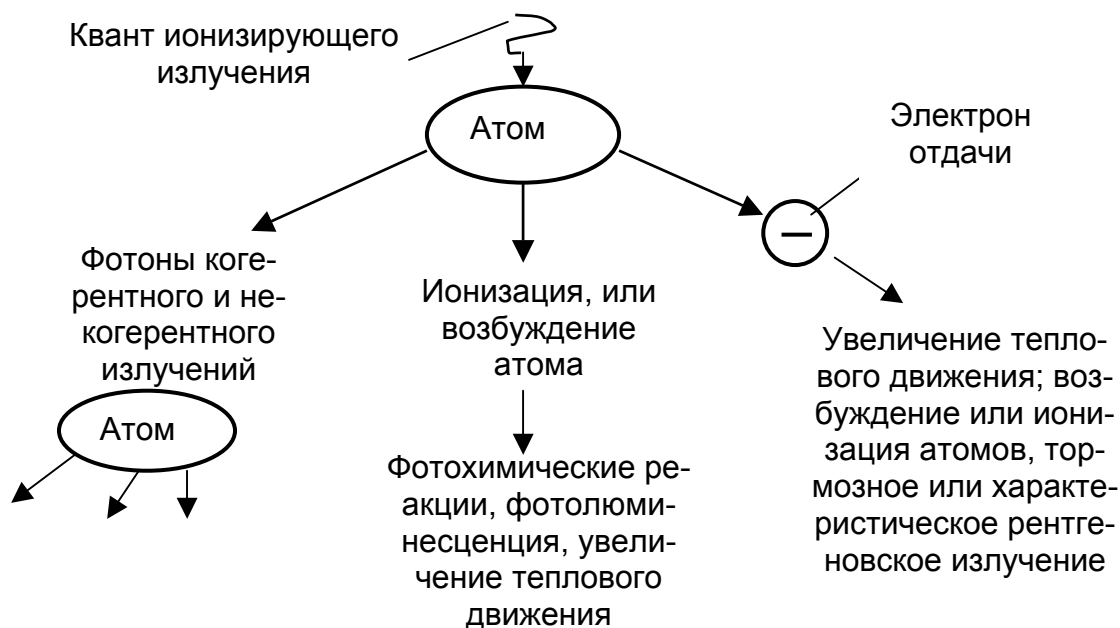 Квант ионизирующего
излучения
Атом
Электрон
отдачи
−
Фотоны коге-
рентного и не-
когерентного
излучений
Атом
Ионизация, или
возбуждение
атома
Фотохимические ре-
акции, фотолюми-
несценция, увели-
чение теплового
движения
Увеличение тепло-
вого движения; воз-
буждение или иони-
зация атомов, тор-
мозное или характе-
ристическое рентге-
новское излучение